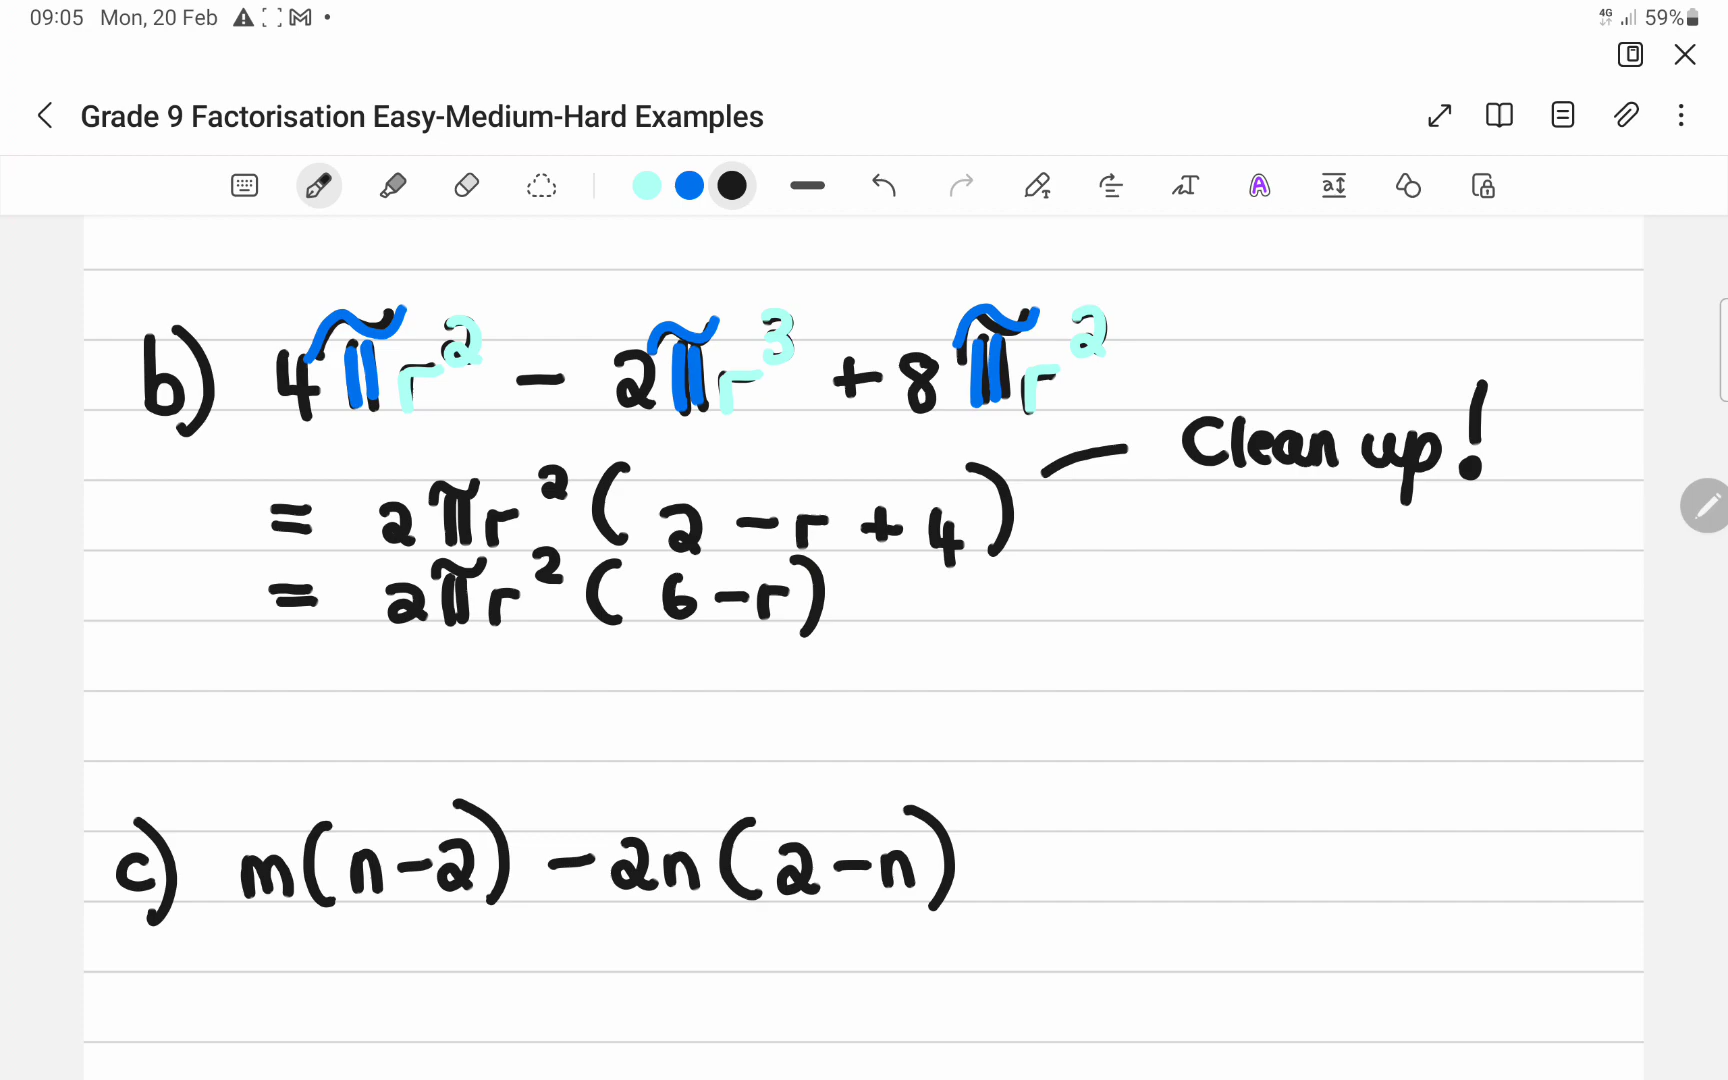 09:05 Mon, 20 Feb
4G 59%
Grade 9 Factorisation Easy-Medium-Hard Examples
b) 4πr² - 2πr³ + 8πr²
Clean up!
= 2πr² ( 2 - r + 4 )
= 2πr² ( 6 - r )
c) m(n-2) - 2n(2-n)